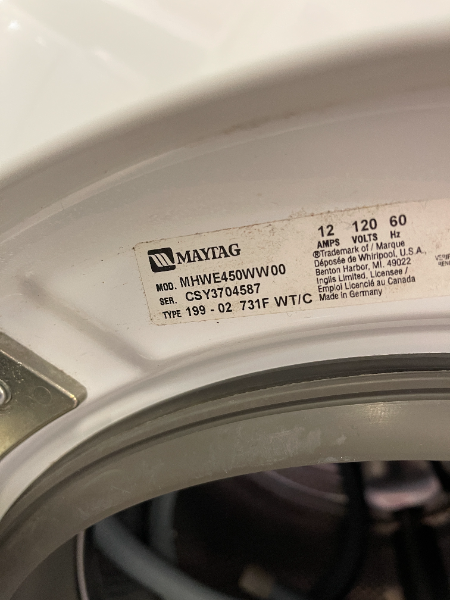 MAYTAG
MOD. MHWE450WW00
SER. CSY3704587
TYPE 199 - 02 731F WT/C
12 120 60
AMPS VOLTS Hz
®Trademark of / Marque
Déposée de Whirlpool, U.S.A.
Benton Harbor, MI. 49022
Inglis Limited, Licensee /
Emploi Licencié au Canada
Made in Germany